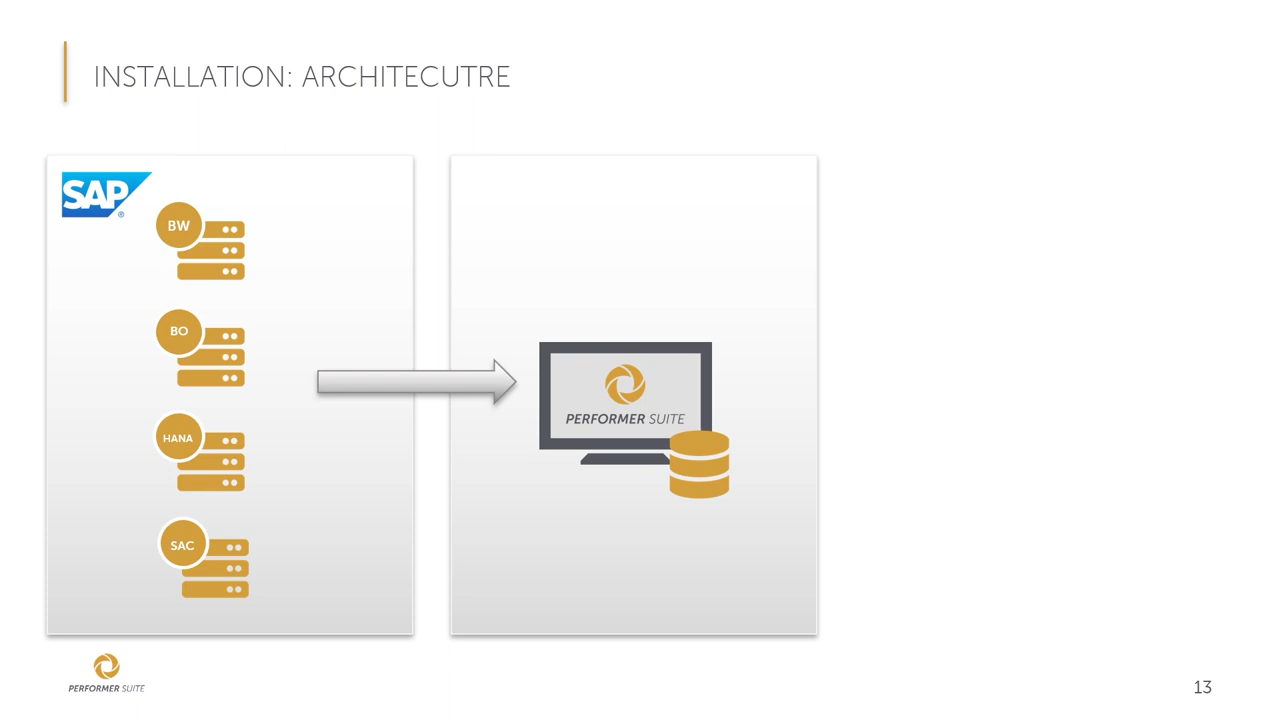 INSTALLATION: ARCHITECUTRE
SAP
®
BW
BO
HANA
SAC
PERFORMER SUITE
PERFORMER SUITE
13